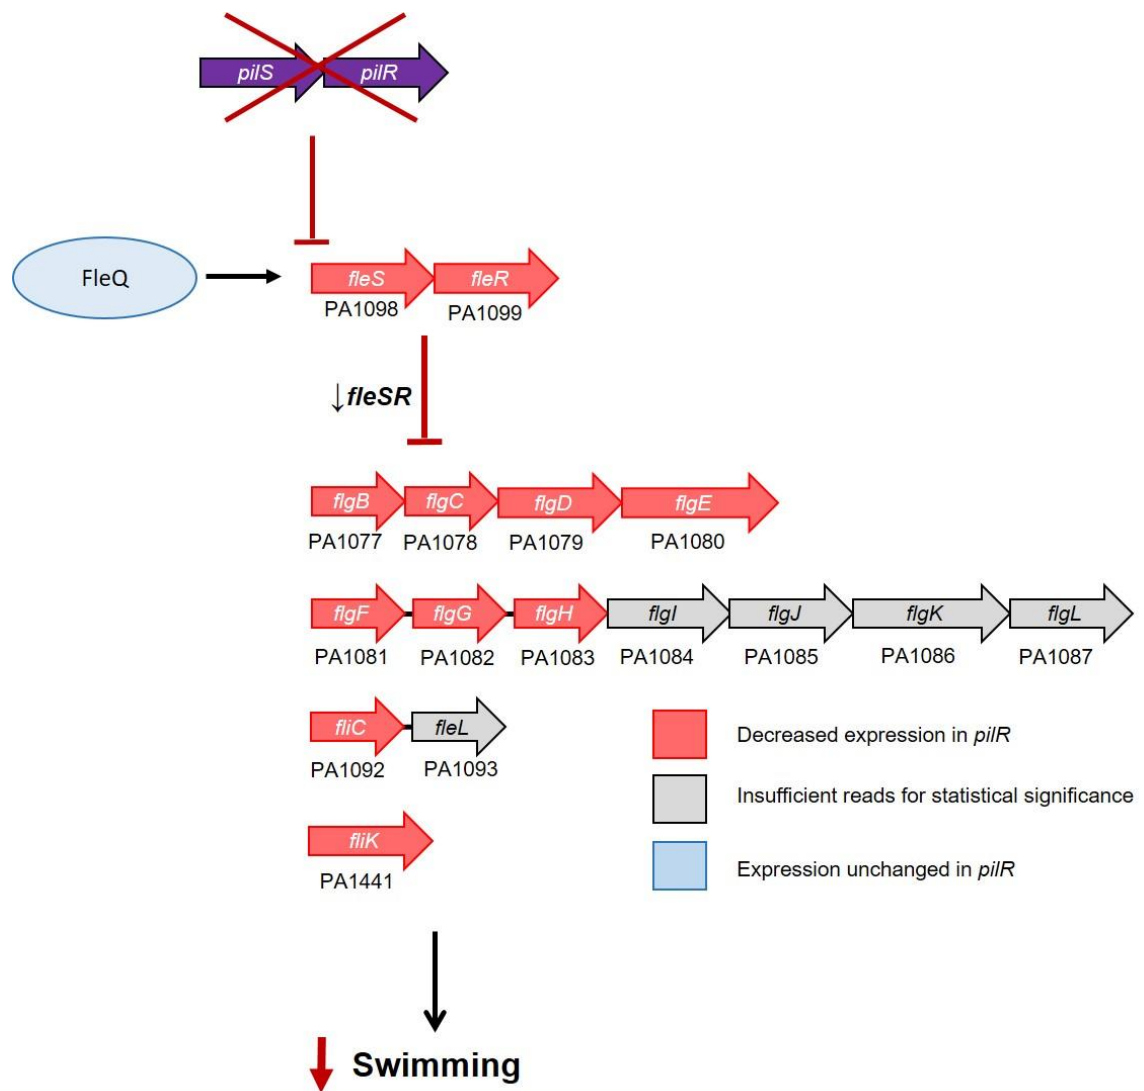 pilS pilR
FleQ
fleS fleR
PA1098 PA1099
↓fleSR
flgB flgC flgD flgE
PA1077 PA1078 PA1079 PA1080
flgF flgG flgH flgI flgJ flgK flgL
PA1081 PA1082 PA1083 PA1084 PA1085 PA1086 PA1087
fliC fleL
PA1092 PA1093
Decreased expression in pilR
Insufficient reads for statistical significance
Expression unchanged in pilR
fliK
PA1441
Swimming